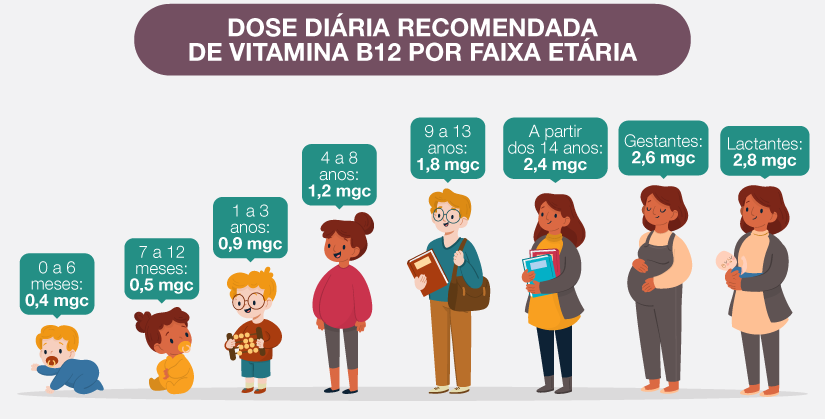 DOSE DIÁRIA RECOMENDADA
DE VITAMINA B12 POR FAIXA ETÁRIA
0 a 6
meses:
0,4 mgc
7 a 12
meses:
0,5 mgc
1 a 3
anos:
0,9 mgc
4 a 8
anos:
1,2 mgc
9 a 13
anos:
1,8 mgc
A partir
dos 14 anos:
2,4 mgc
Gestantes:
2,6 mgc
Lactantes:
2,8 mgc